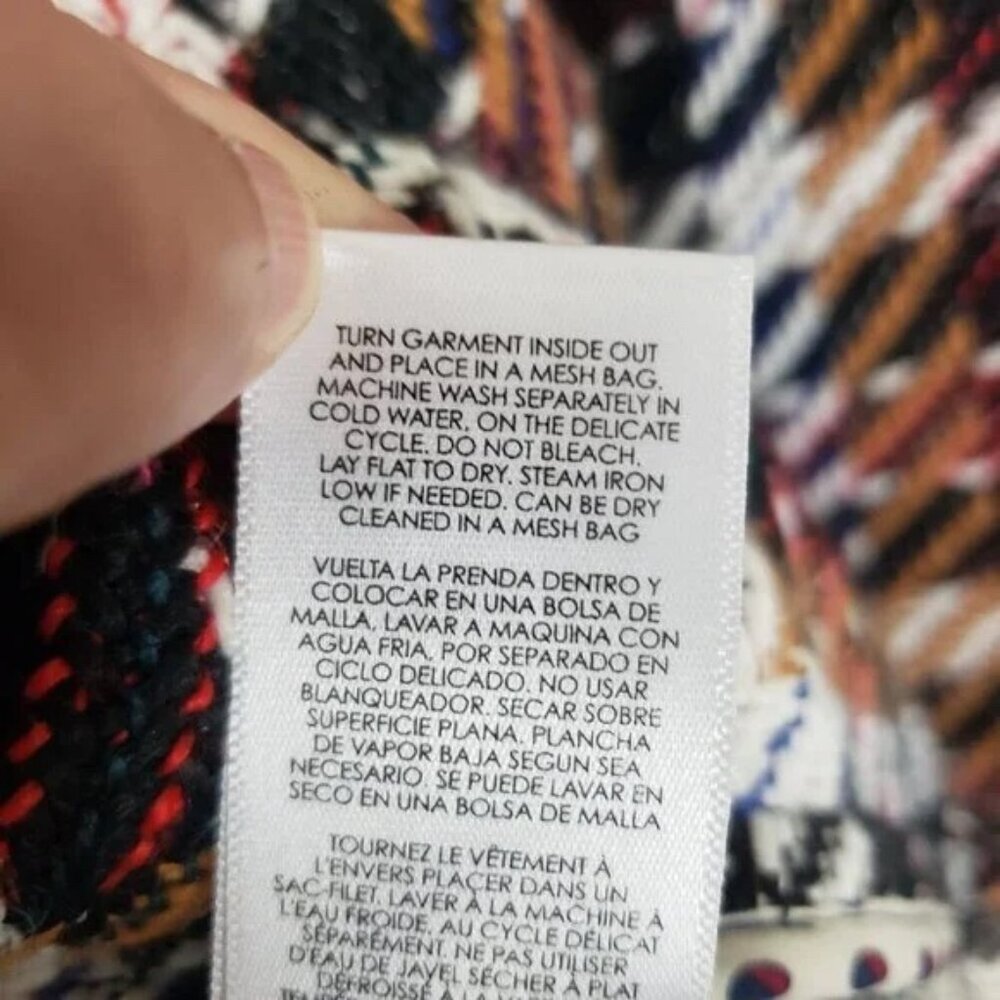 TURN GARMENT INSIDE OUT
AND PLACE IN A MESH BAG.
MACHINE WASH SEPARATELY IN
COLD WATER, ON THE DELICATE
CYCLE. DO NOT BLEACH.
LAY FLAT TO DRY. STEAM IRON
LOW IF NEEDED. CAN BE DRY
CLEANED IN A MESH BAG
VUELTA LA PRENDA DENTRO Y
COLOCAR EN UNA BOLSA DE
MALLA. LAVAR A MAQUINA CON
AGUA FRIA, POR SEPARADO EN
CICLO DELICADO. NO USAR
BLANQUEADOR. SECAR SOBRE
SUPERFICIE PLANA. PLANCHA
DE VAPOR BAJA SEGUN SEA
NECESARIO. SE PUEDE LAVAR EN
SECO EN UNA BOLSA DE MALLA
TOURNEZ LE VÊTEMENT À
L'ENVERS PLAÇER DANS UN
SAC-FILET, LAVER À LA MACHINE À
L'EAU FROIDE, AU CYCLE DÉLICAT
SÉPARÉMENT. NE PAS UTILISER
D'EAU DE JAVEL SÉCHER À PLAT
DÉFROISSÉ À LA